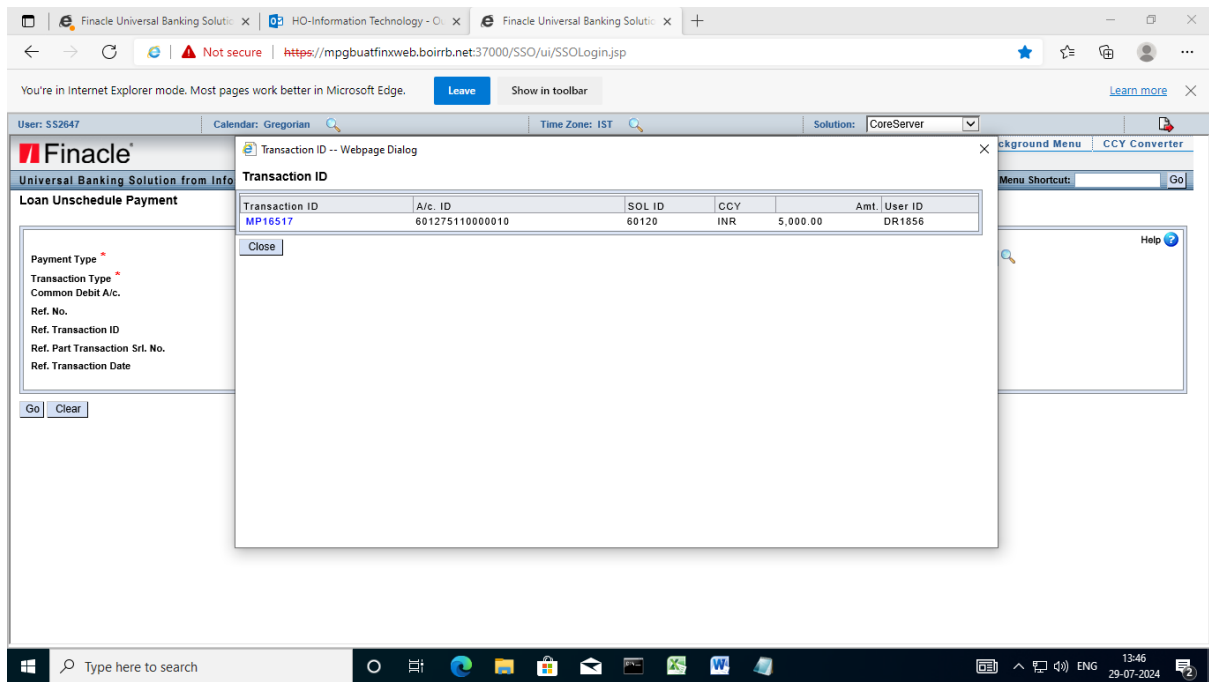 Finacle Universal Banking Solutio
HO-Information Technology - Ou
Finacle Universal Banking Solutio
Not secure | https://mpgbuatfinxweb.boirrb.net:37000/SSO/ui/SSOLogin.jsp
You're in Internet Explorer mode. Most pages work better in Microsoft Edge. Leave Show in toolbar Learn more
User: SS2647 Calendar: Gregorian Time Zone: IST Solution: CoreServer
Finacle
Transaction ID -- Webpage Dialog
ckground Menu CCY Converter
Universal Banking Solution from Info
Transaction ID
Menu Shortcut: Go
Loan Unschedule Payment
Transaction ID A/c. ID SOL ID CCY Amt. User ID
MP16517 601275110000010 60120 INR 5,000.00 DR1856
Close
Help
Payment Type *
Transaction Type *
Common Debit A/c.
Ref. No.
Ref. Transaction ID
Ref. Part Transaction Srl. No.
Ref. Transaction Date
Go Clear
Type here to search
ENG
13:46
29-07-2024
2